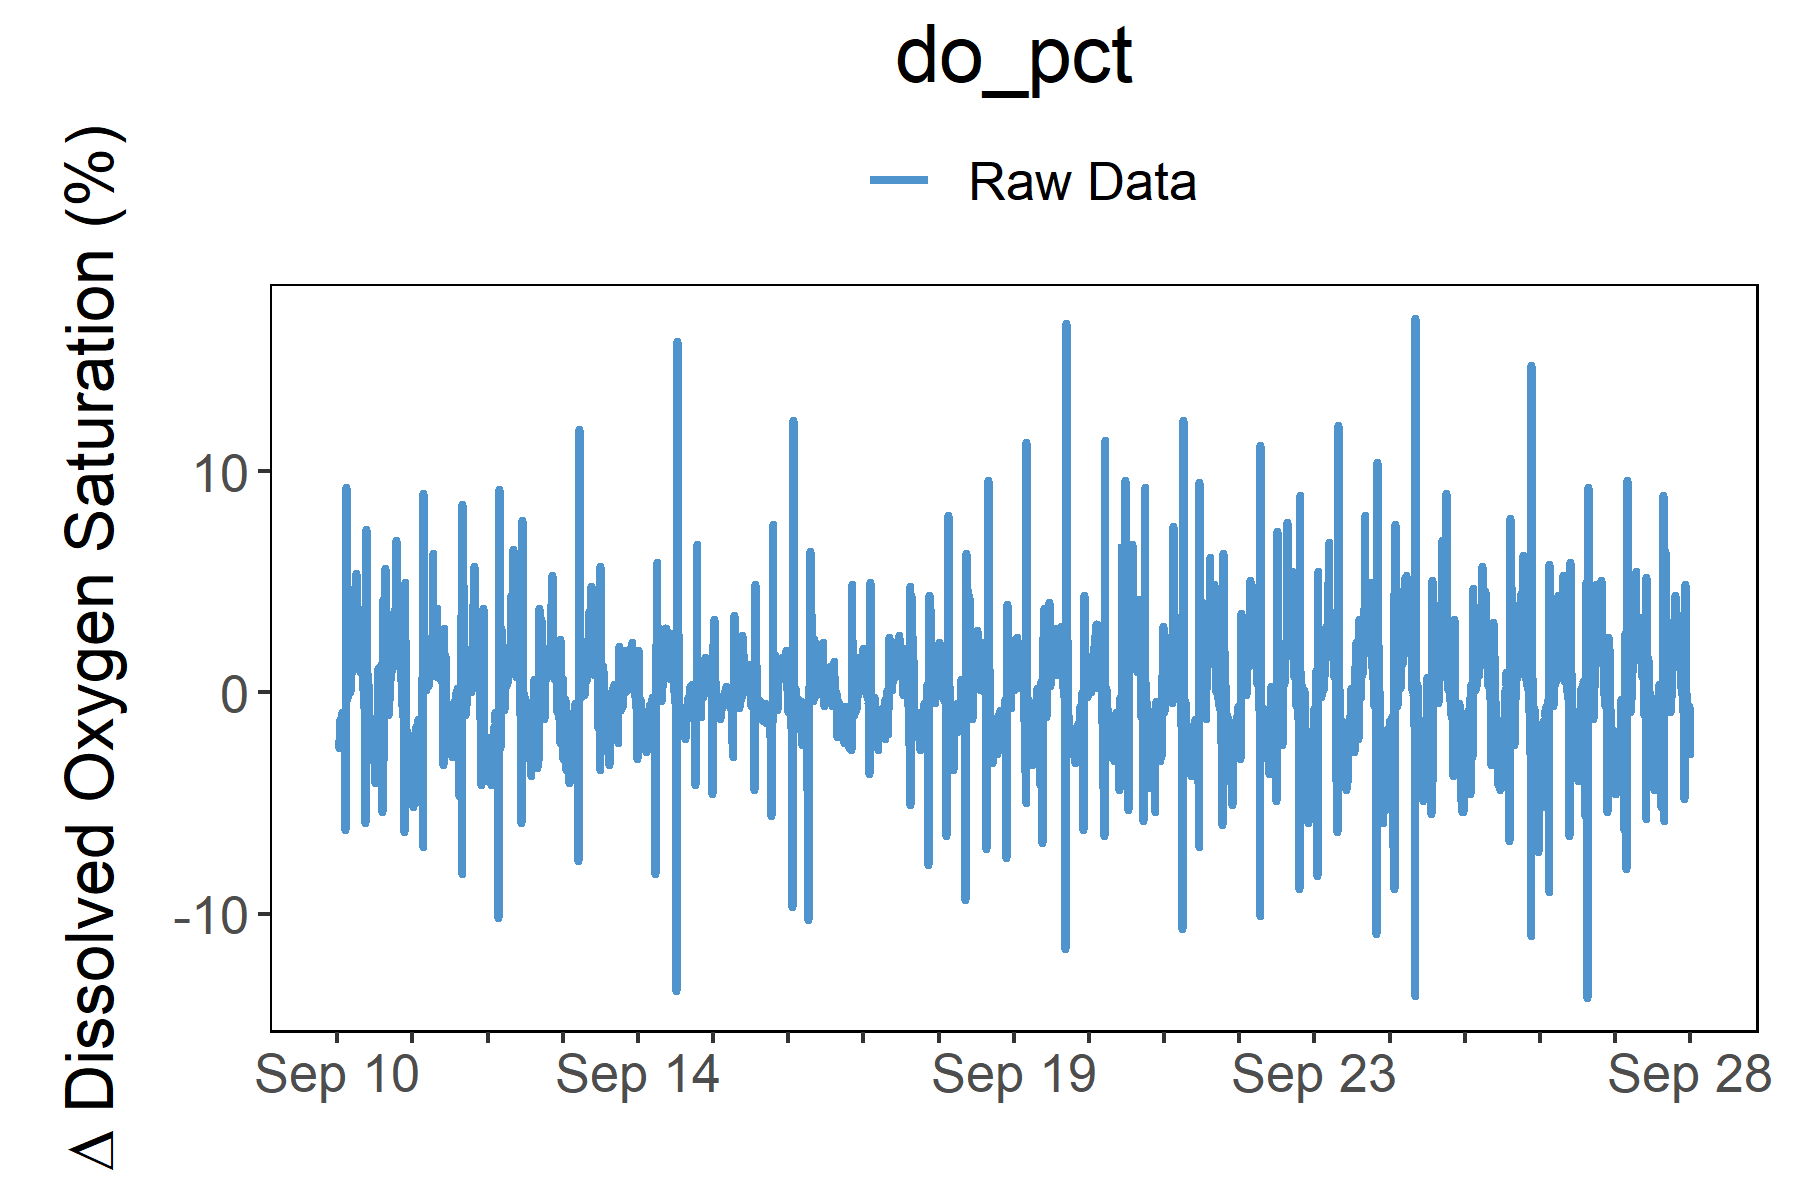 do_pct
Raw Data
Δ Dissolved Oxygen Saturation (%)
10
0
-10
Sep 10
Sep 14
Sep 19
Sep 23
Sep 28